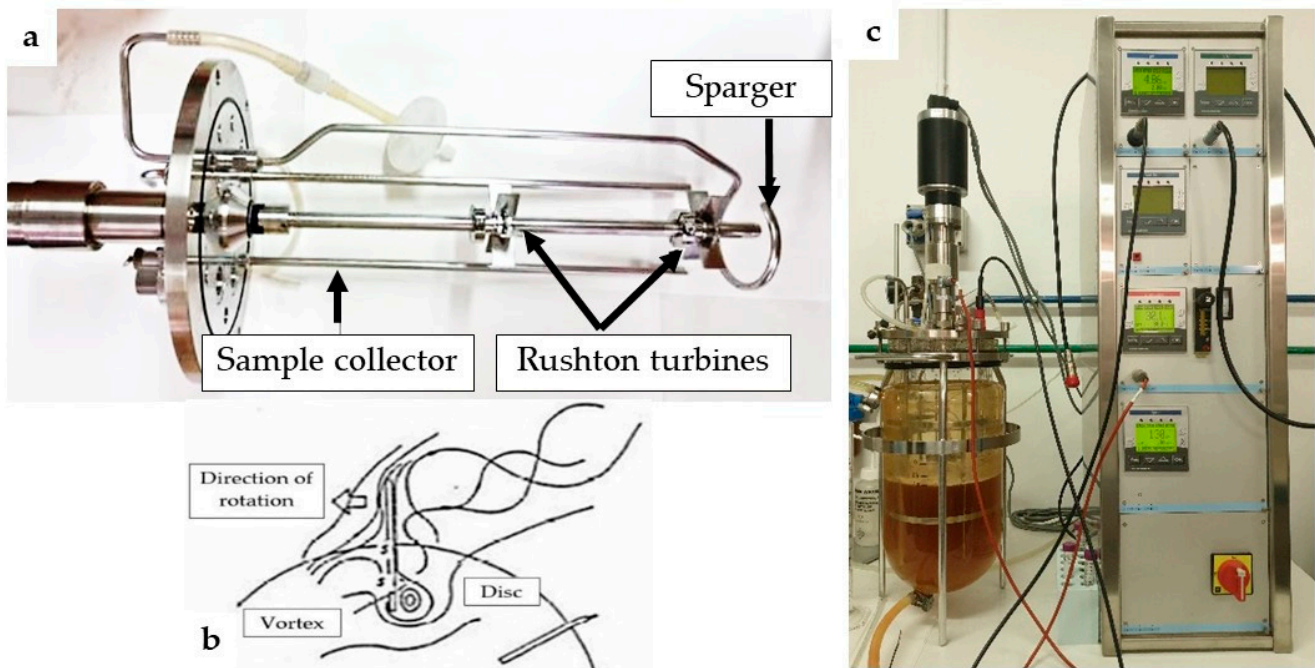 a
Sparger
c
Sample collector
Rushton turbines
Direction of
rotation
Vortex
Disc
b